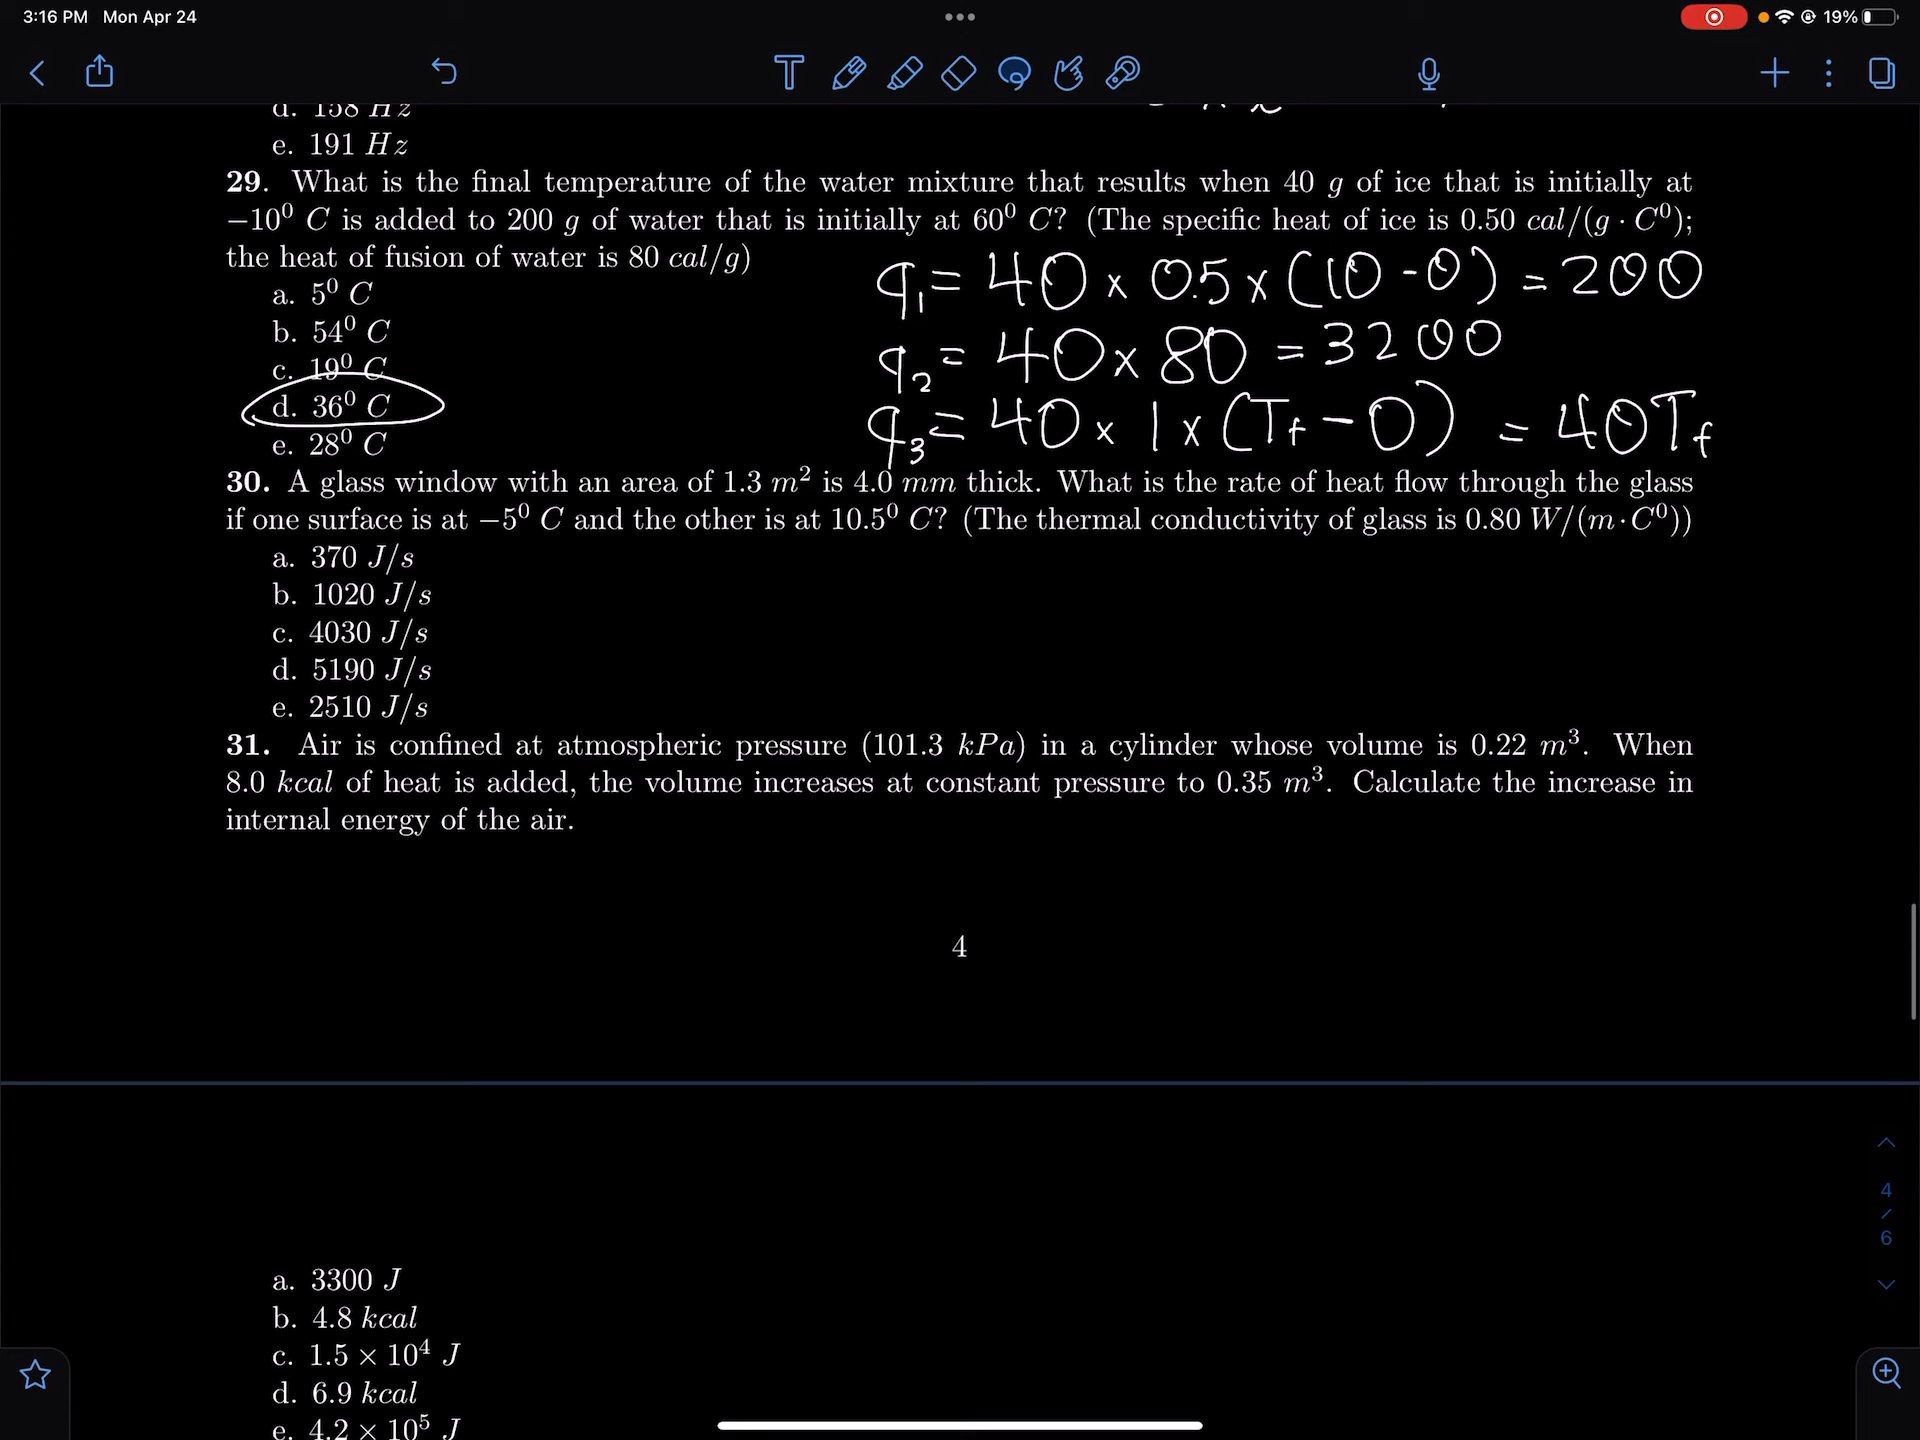 3:16 PM Mon Apr 24
19%
d. 158 Hz
e. 191 Hz
29. What is the final temperature of the water mixture that results when 40 g of ice that is initially at
−10⁰ C is added to 200 g of water that is initially at 60⁰ C? (The specific heat of ice is 0.50 cal/(g · C⁰);
the heat of fusion of water is 80 cal/g)
q₁ = 40 × 0.5 × (10 - 0) = 200
a. 5⁰ C
b. 54⁰ C
q₂ = 40 × 80 = 3200
c. 19⁰ C
d. 36⁰ C
q₃ = 40 × 1 × (Tf - 0) = 40Tf
e. 28⁰ C
30. A glass window with an area of 1.3 m² is 4.0 mm thick. What is the rate of heat flow through the glass
if one surface is at −5⁰ C and the other is at 10.5⁰ C? (The thermal conductivity of glass is 0.80 W/(m · C⁰))
a. 370 J/s
b. 1020 J/s
c. 4030 J/s
d. 5190 J/s
e. 2510 J/s
31. Air is confined at atmospheric pressure (101.3 kPa) in a cylinder whose volume is 0.22 m³. When
8.0 kcal of heat is added, the volume increases at constant pressure to 0.35 m³. Calculate the increase in
internal energy of the air.
4
4
/
6
a. 3300 J
b. 4.8 kcal
c. 1.5 × 10⁴ J
d. 6.9 kcal
e. 4.2 × 10⁵ J